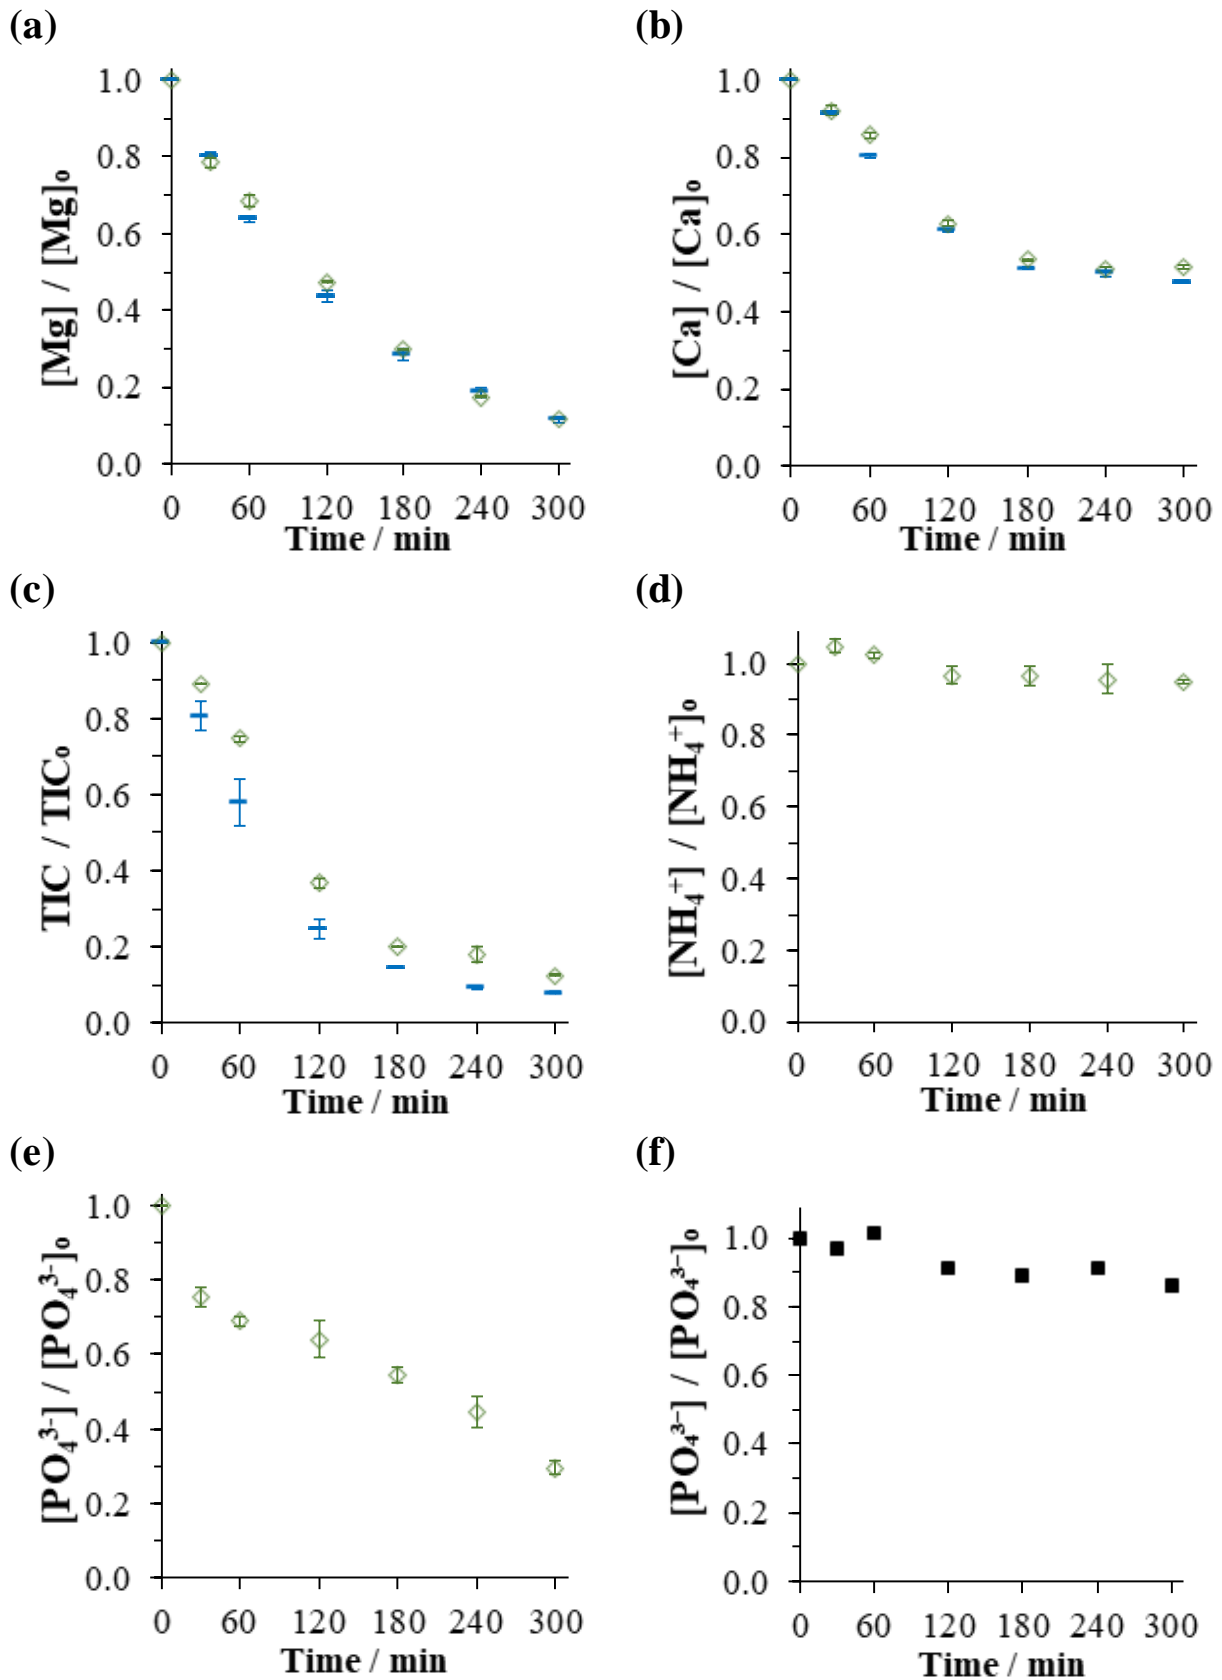 (a)
[Mg] / [Mg]₀
1.0
0.8
0.6
0.4
0.2
0.0
0 60 120 180 240 300
Time / min
(b)
[Ca] / [Ca]₀
1.0
0.8
0.6
0.4
0.2
0.0
0 60 120 180 240 300
Time / min
(c)
TIC / TIC₀
1.0
0.8
0.6
0.4
0.2
0.0
0 60 120 180 240 300
Time / min
(d)
[NH₄⁺] / [NH₄⁺]₀
1.0
0.8
0.6
0.4
0.2
0.0
0 60 120 180 240 300
Time / min
(e)
[PO₄³⁻] / [PO₄³⁻]₀
1.0
0.8
0.6
0.4
0.2
0.0
0 60 120 180 240 300
Time / min
(f)
[PO₄³⁻] / [PO₄³⁻]₀
1.0
0.8
0.6
0.4
0.2
0.0
0 60 120 180 240 300
Time / min